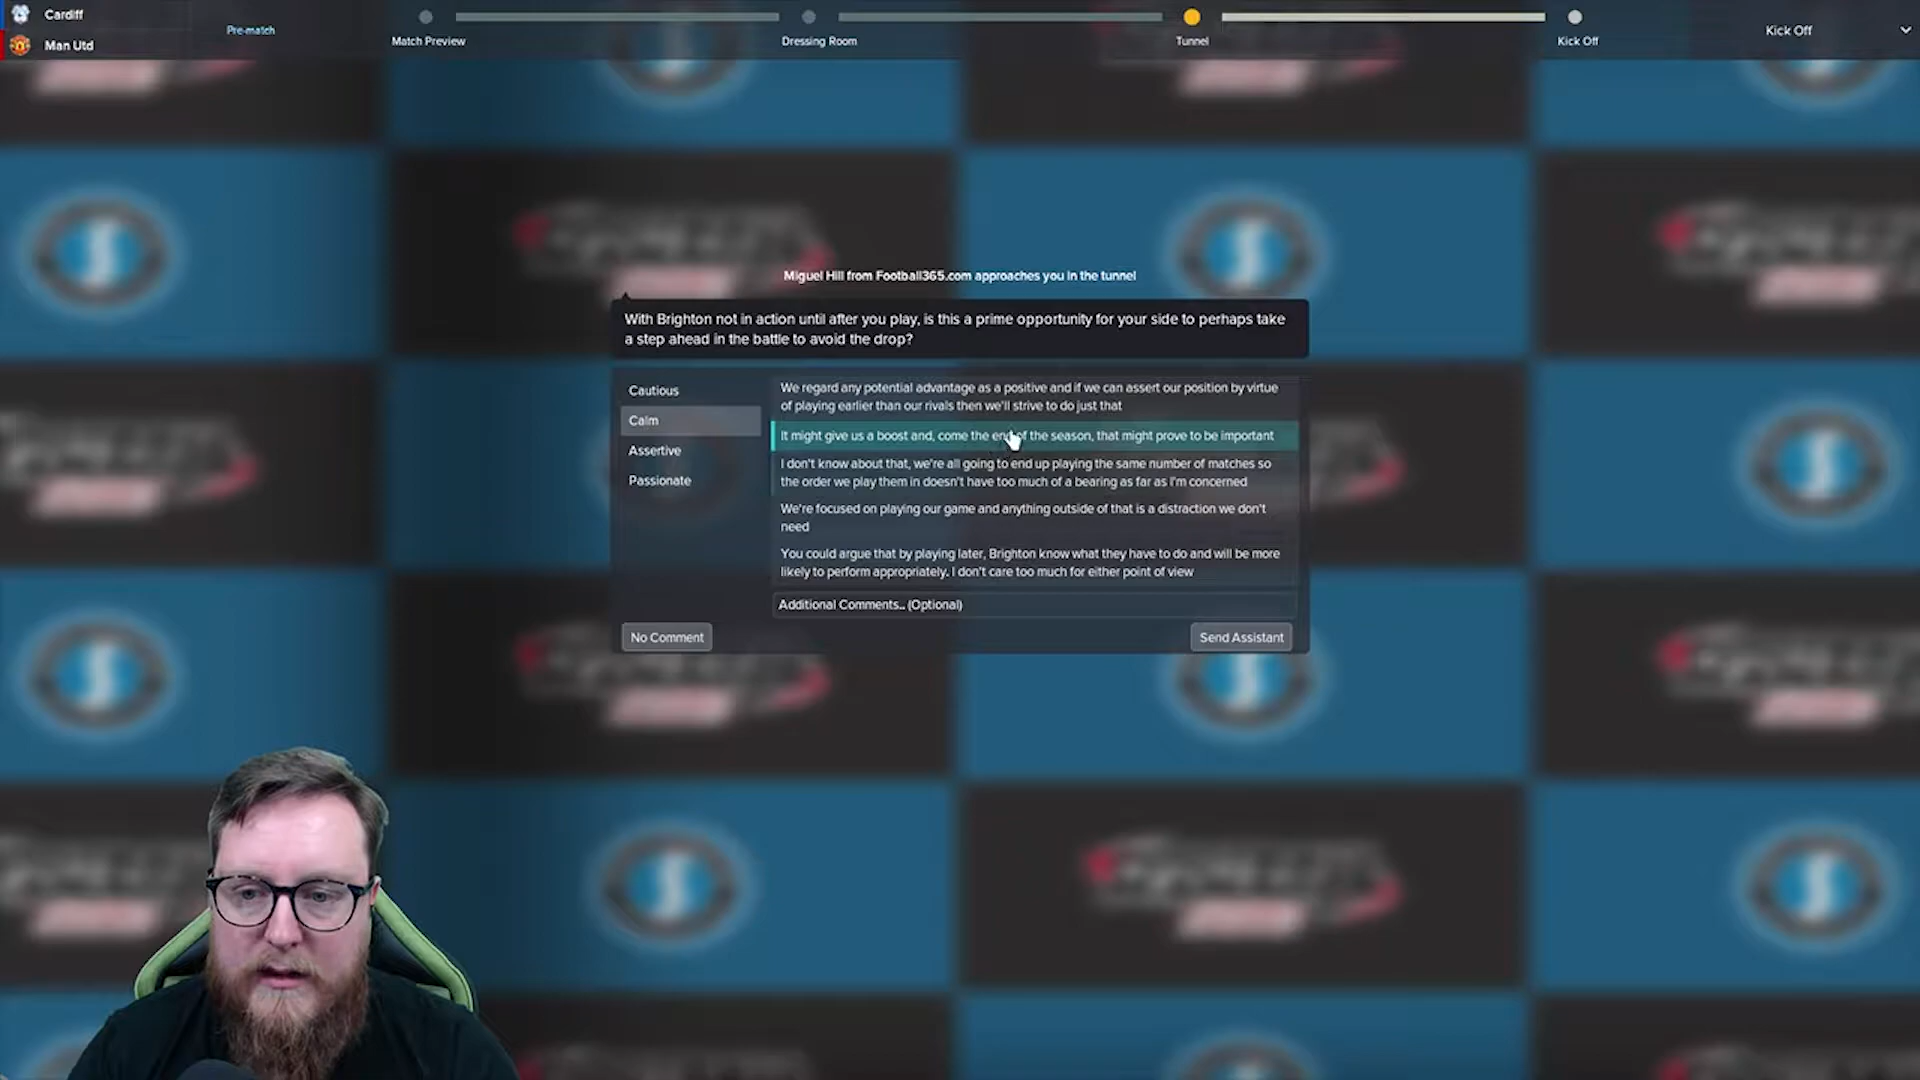 Cardiff
Man Utd
Pre-match
Match Preview
Dressing Room
Tunnel
Kick Off
Kick Off
Miguel Hill from Football365.com approaches you in the tunnel
With Brighton not in action until after you play, is this a prime opportunity for your side to perhaps take
a step ahead in the battle to avoid the drop?
Cautious
Calm
Assertive
Passionate
We regard any potential advantage as a positive and if we can assert our position by virtue
of playing earlier than our rivals then we'll strive to do just that
It might give us a boost and, come the end of the season, that might prove to be important
I don't know about that, we're all going to end up playing the same number of matches so
the order we play them in doesn't have too much of a bearing as far as I'm concerned
We're focused on playing our game and anything outside of that is a distraction we don't
need
You could argue that by playing later, Brighton know what they have to do and will be more
likely to perform appropriately. I don't care too much for either point of view
Additional Comments... (Optional)
No Comment
Send Assistant